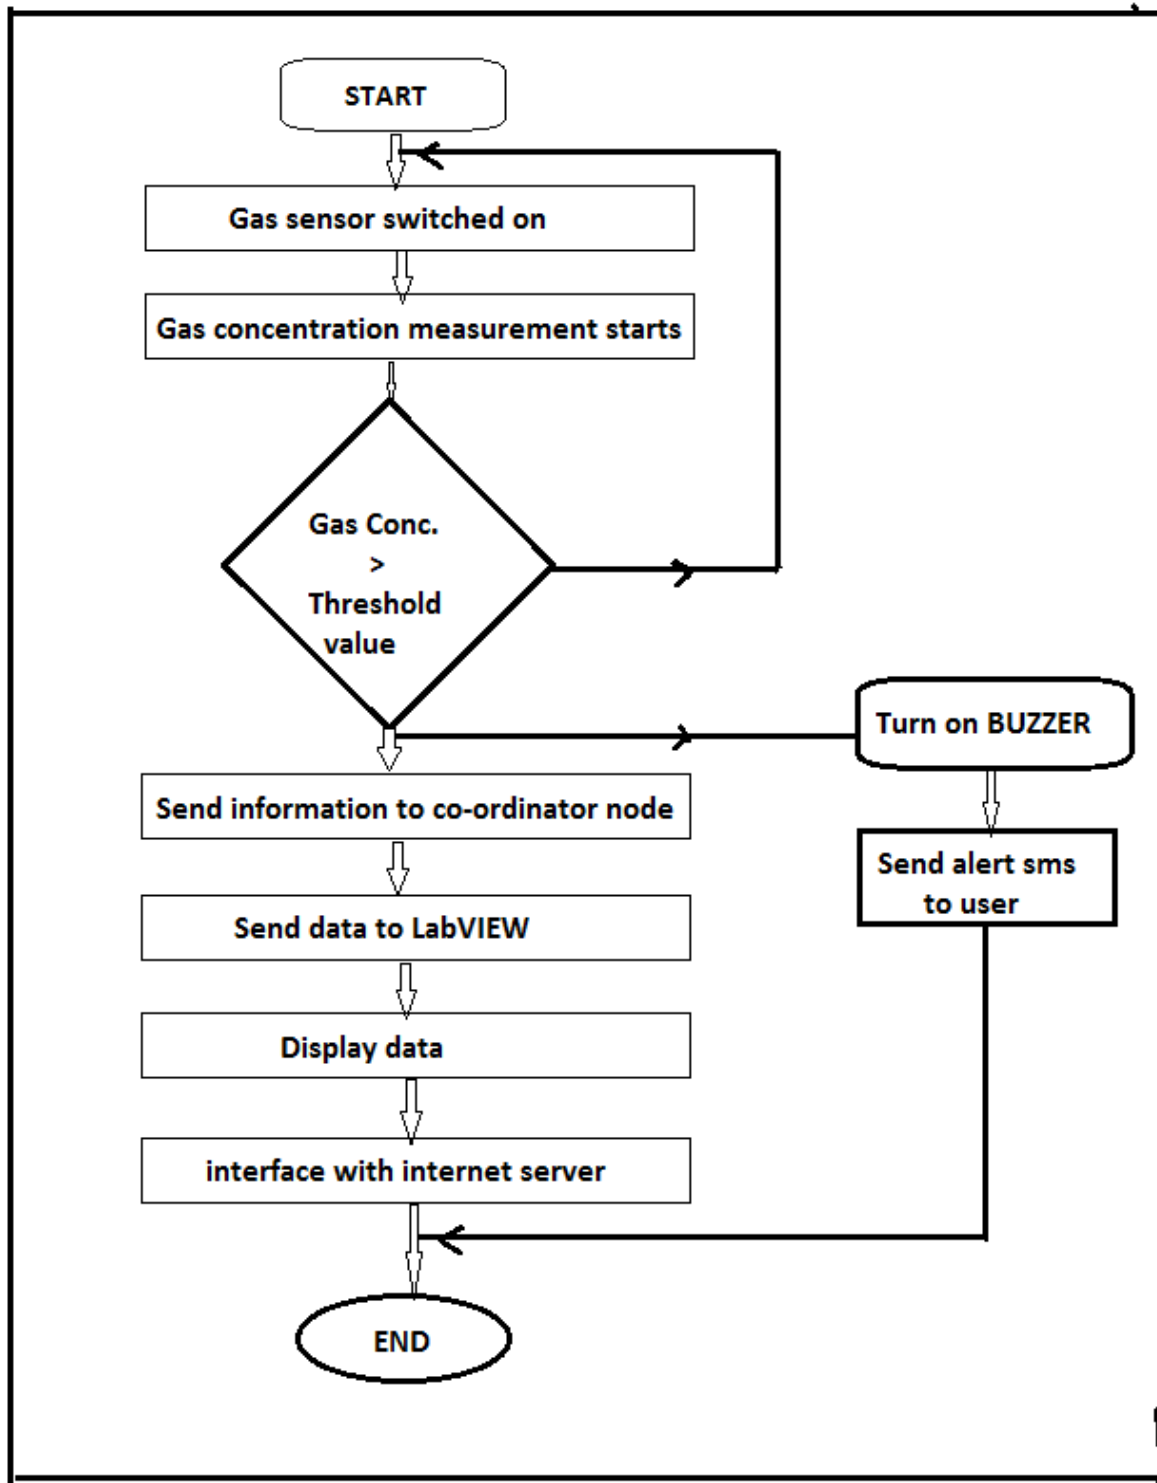 START
Gas sensor switched on
Gas concentration measurement starts
Gas Conc.
>
Threshold
value
Turn on BUZZER
Send information to co-ordinator node
Send alert sms
to user
Send data to LabVIEW
Display data
interface with internet server
END